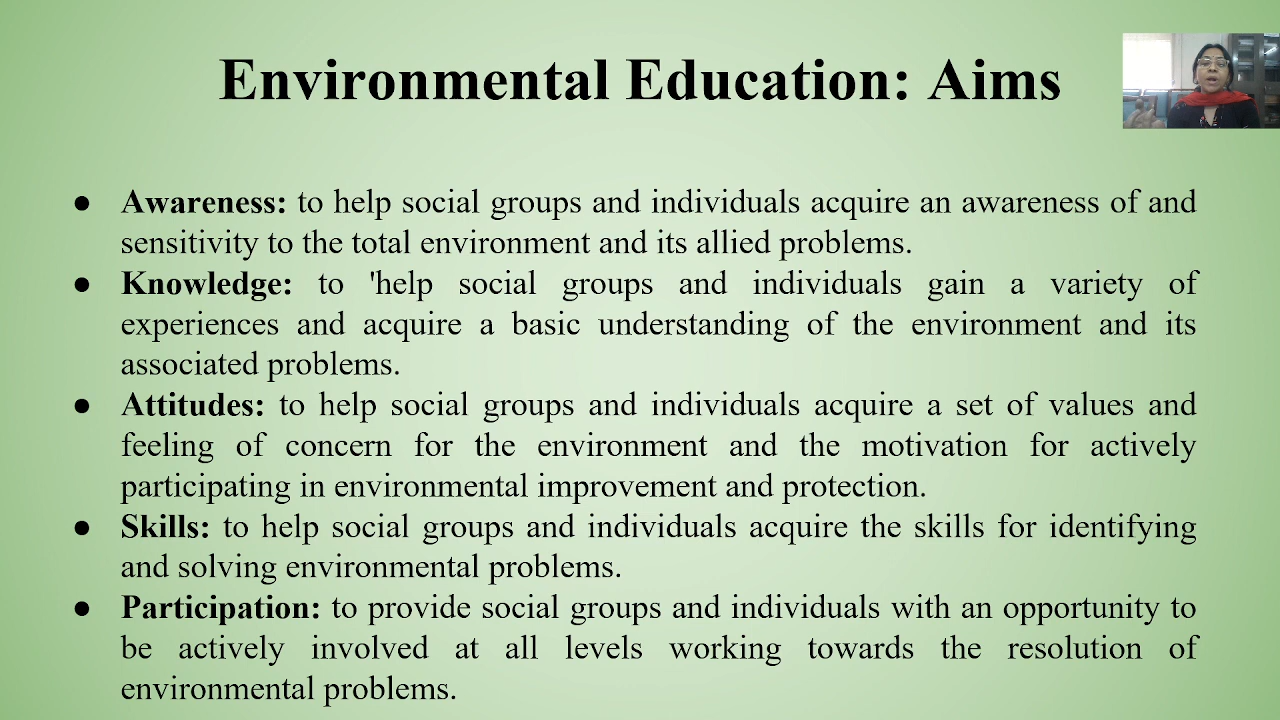 Environmental Education: Aims
● Awareness: to help social groups and individuals acquire an awareness of and
sensitivity to the total environment and its allied problems.
● Knowledge: to 'help social groups and individuals gain a variety of
experiences and acquire a basic understanding of the environment and its
associated problems.
● Attitudes: to help social groups and individuals acquire a set of values and
feeling of concern for the environment and the motivation for actively
participating in environmental improvement and protection.
● Skills: to help social groups and individuals acquire the skills for identifying
and solving environmental problems.
● Participation: to provide social groups and individuals with an opportunity to
be actively involved at all levels working towards the resolution of
environmental problems.